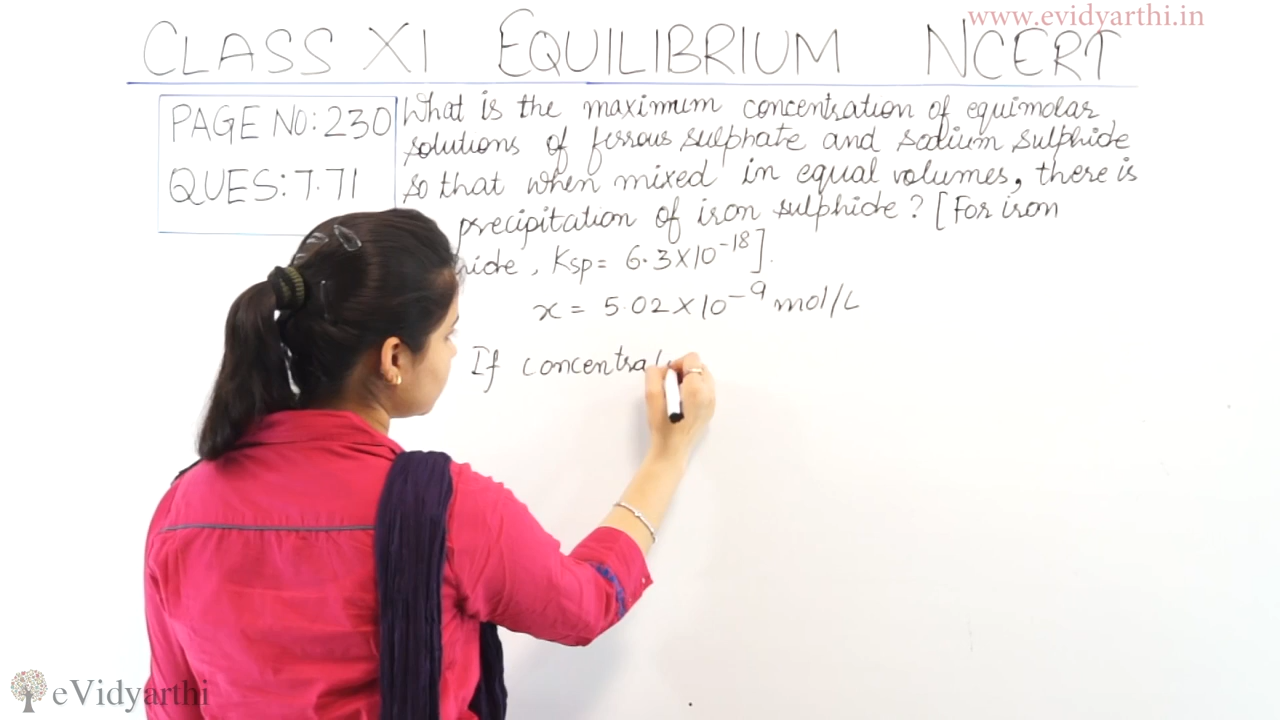 www.evidyarthi.in
CLASS XI EQUILIBRIUM NCERT
PAGE NO: 230
QUES: 7.71
What is the maximum concentration of equimolar
solutions of ferrous sulphate and sodium sulphide
so that when mixed in equal volumes, there is
precipitation of iron sulphide? [For iron
hide, Ksp = 6.3×10⁻¹⁸].
x = 5.02×10⁻⁹ mol/L
If concentrat
eVidyarthi